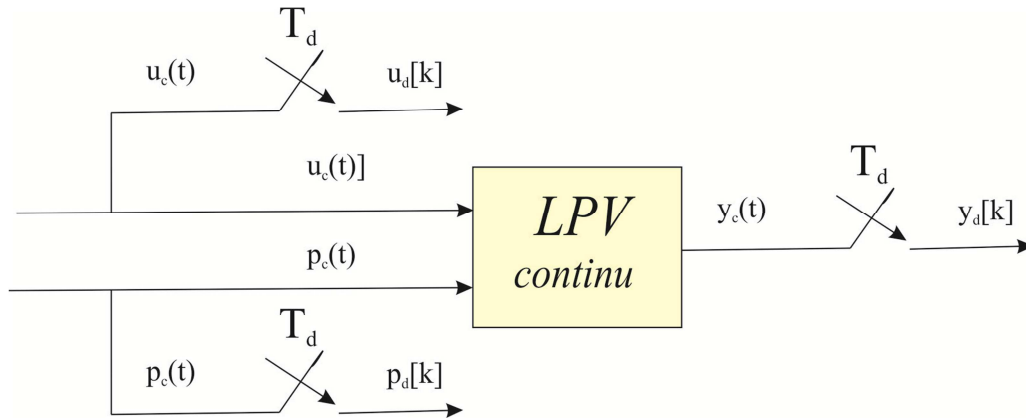 T_d
u_c(t)
u_d[k]
u_c(t)]
T_d
LPV
continu
y_c(t)
y_d[k]
p_c(t)
T_d
p_c(t)
p_d[k]